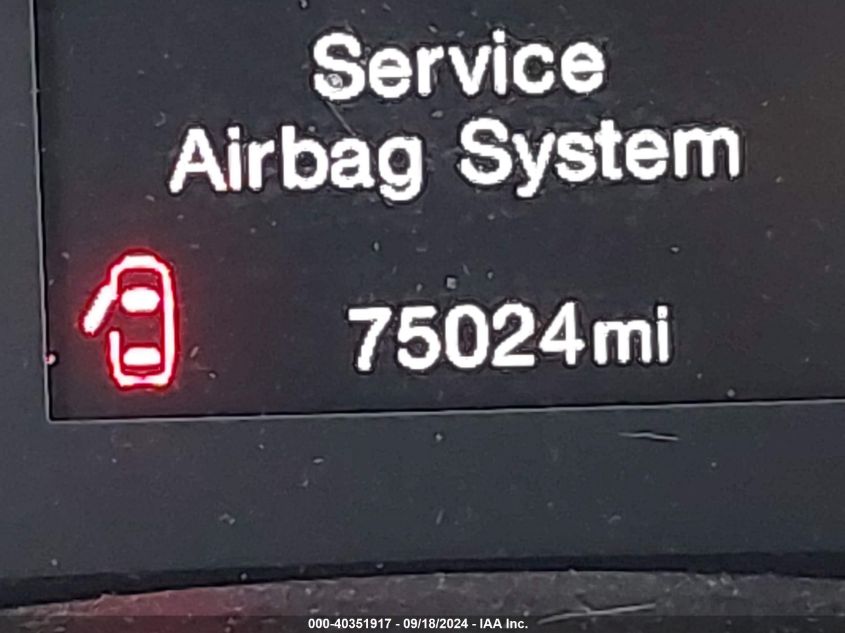 Service
Airbag System
75024mi
000-40351917 - 09/18/2024 - IAA Inc.